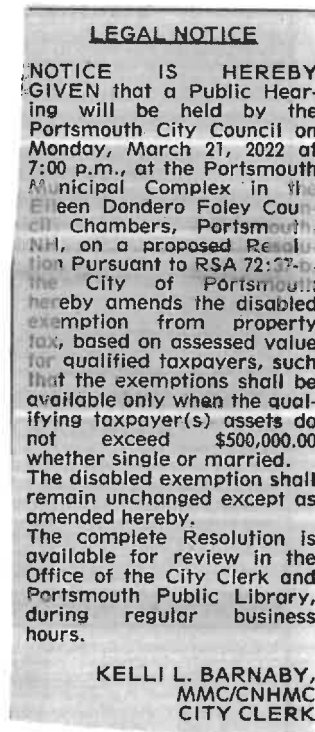 LEGAL NOTICE
NOTICE IS HEREBY
GIVEN that a Public Hear-
ing will be held by the
Portsmouth City Council on
Monday, March 21, 2022 at
7:00 p.m., at the Portsmouth
Municipal Complex in the
Eileen Dondero Foley Coun-
cil Chambers, Portsmouth,
NH, on a proposed Resolu-
tion Pursuant to RSA 72:37-b
the City of Portsmouth
hereby amends the disabled
exemption from property
tax, based on assessed value
for qualified taxpayers, such
that the exemptions shall be
available only when the qual-
ifying taxpayer(s) assets do
not exceed $500,000.00
whether single or married.
The disabled exemption shall
remain unchanged except as
amended hereby.
The complete Resolution is
available for review in the
Office of the City Clerk and
Portsmouth Public Library,
during regular business
hours.
KELLI L. BARNABY,
MMC/CNHMC
CITY CLERK